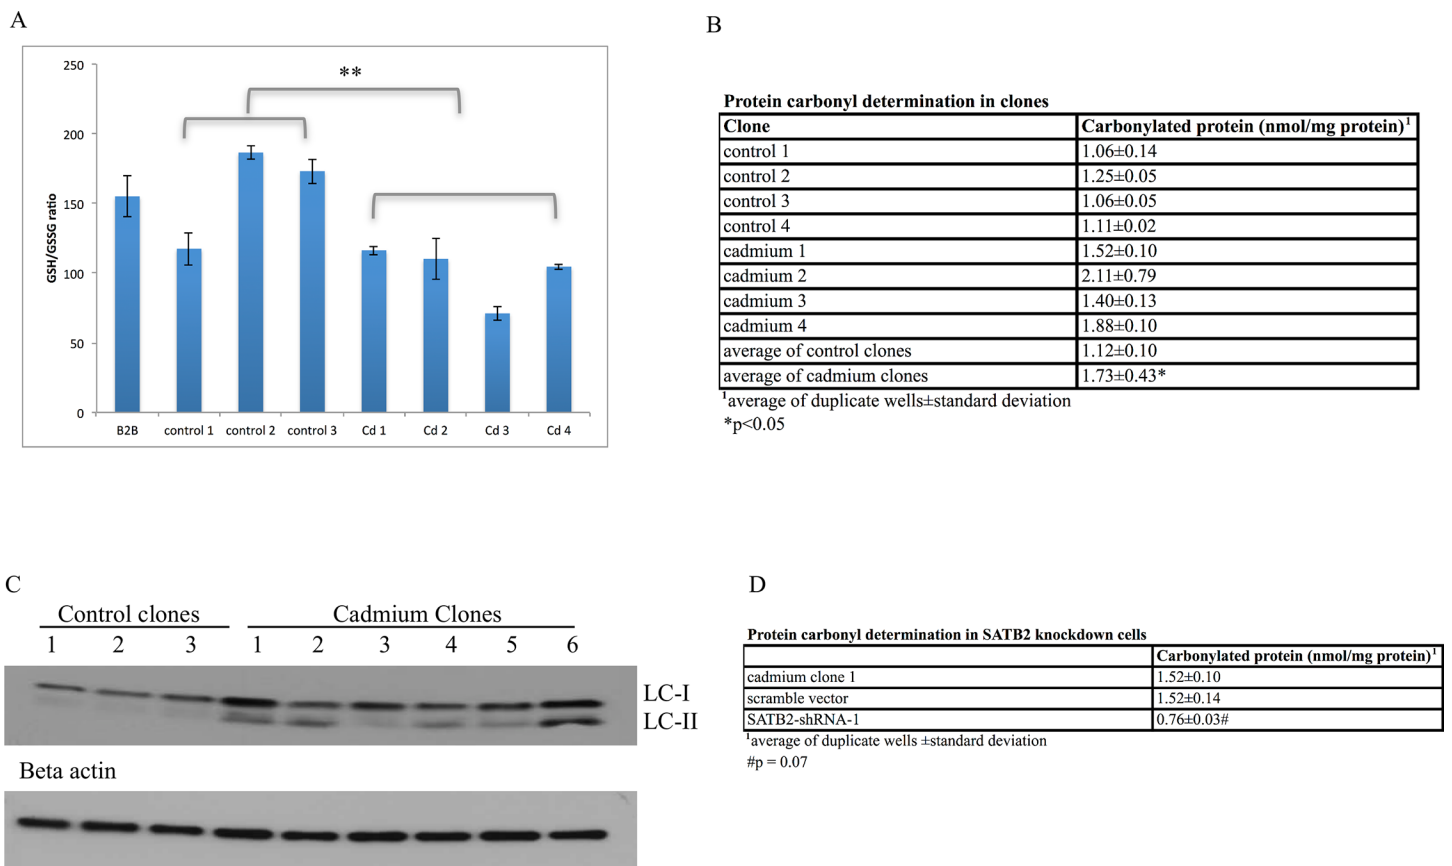 A
250
200
150
100
50
0
GSH/GSSG ratio
**
B2B control 1 control 2 control 3 Cd 1 Cd 2 Cd 3 Cd 4
B
Protein carbonyl determination in clones
Clone Carbonylated protein (nmol/mg protein)¹
control 1 1.06±0.14
control 2 1.25±0.05
control 3 1.06±0.05
control 4 1.11±0.02
cadmium 1 1.52±0.10
cadmium 2 2.11±0.79
cadmium 3 1.40±0.13
cadmium 4 1.88±0.10
average of control clones 1.12±0.10
average of cadmium clones 1.73±0.43*
¹average of duplicate wells±standard deviation
*p<0.05
C
Control clones Cadmium Clones
1 2 3 1 2 3 4 5 6
LC-I
LC-II
Beta actin
D
Protein carbonyl determination in SATB2 knockdown cells
Carbonylated protein (nmol/mg protein)¹
cadmium clone 1 1.52±0.10
scramble vector 1.52±0.14
SATB2-shRNA-1 0.76±0.03#
¹average of duplicate wells ±standard deviation
#p = 0.07